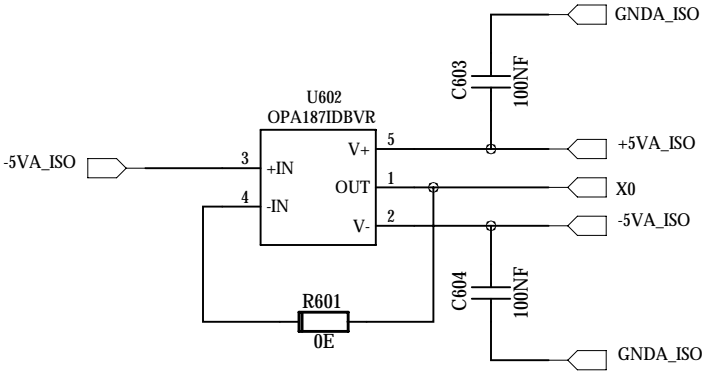 GNDA_ISO
C603
100NF
U602
OPA187IDBVR
-5VA_ISO
3
+IN
V+
5
+5VA_ISO
4
-IN
OUT
1
X0
V-
2
-5VA_ISO
C604
100NF
R601
0E
GNDA_ISO